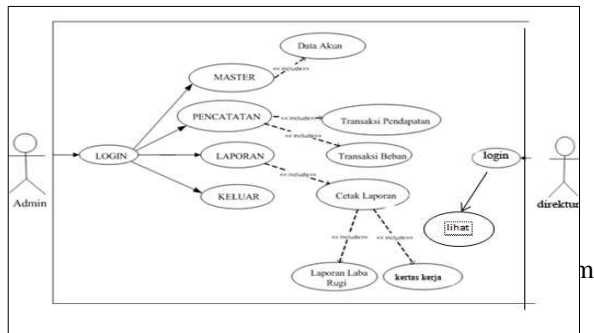 Data Akun
<< include>>
MASTER
PENCATATAN
<< include>>
Transaksi Pendapatan
<< include>>
LOGIN
LAPORAN
Transaksi Beban
login
Admin
<< include>>
KELUAR
Cetak Laporan
direktur
lihat
<< include>>
<< include>>
Laporan Laba
Rugi
kertas kerja
m